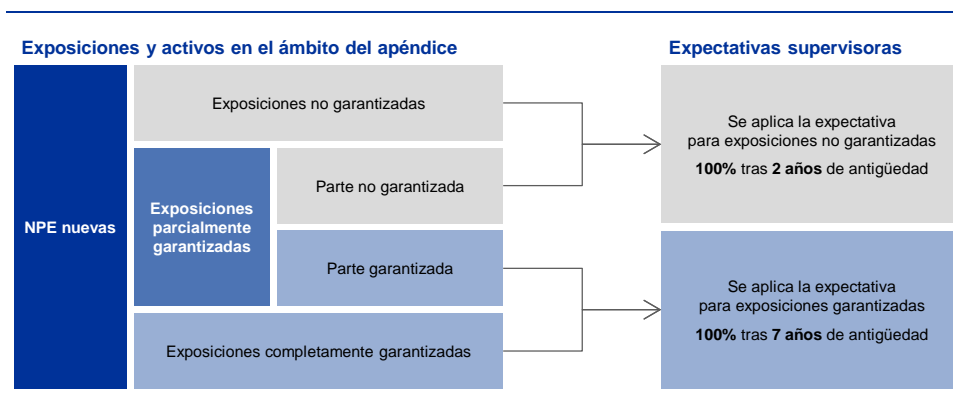 Exposiciones y activos en el ámbito del apéndice
Expectativas supervisoras
NPE nuevas
Exposiciones no garantizadas
Exposiciones
parcialmente
garantizadas
Parte no garantizada
Parte garantizada
Exposiciones completamente garantizadas
Se aplica la expectativa
para exposiciones no garantizadas
100% tras 2 años de antigüedad
Se aplica la expectativa
para exposiciones garantizadas
100% tras 7 años de antigüedad